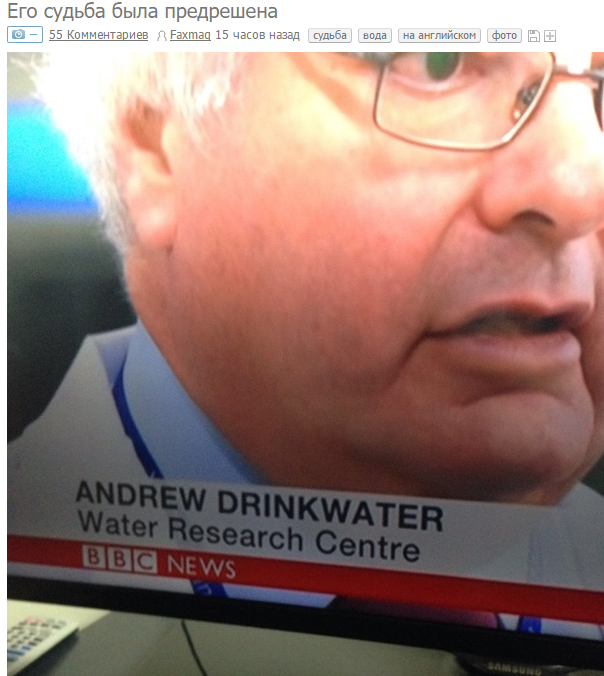 Его судьба была предрешена
55 Комментариев Faxmaq 15 часов назад судьба вода на английском фото
ANDREW DRINKWATER
Water Research Centre
BBC NEWS
SAMSUNG